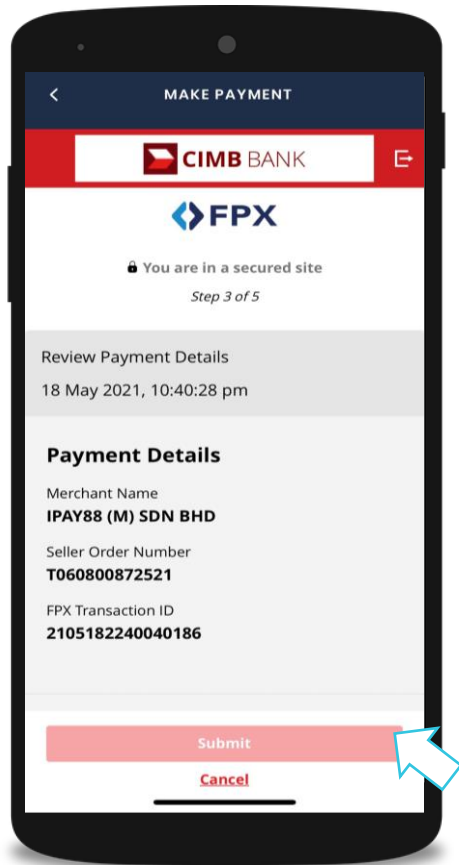 MAKE PAYMENT
CIMB BANK
FPX
You are in a secured site
Step 3 of 5
Review Payment Details
18 May 2021, 10:40:28 pm
Payment Details
Merchant Name
IPAY88 (M) SDN BHD
Seller Order Number
T060800872521
FPX Transaction ID
2105182240040186
Submit
Cancel